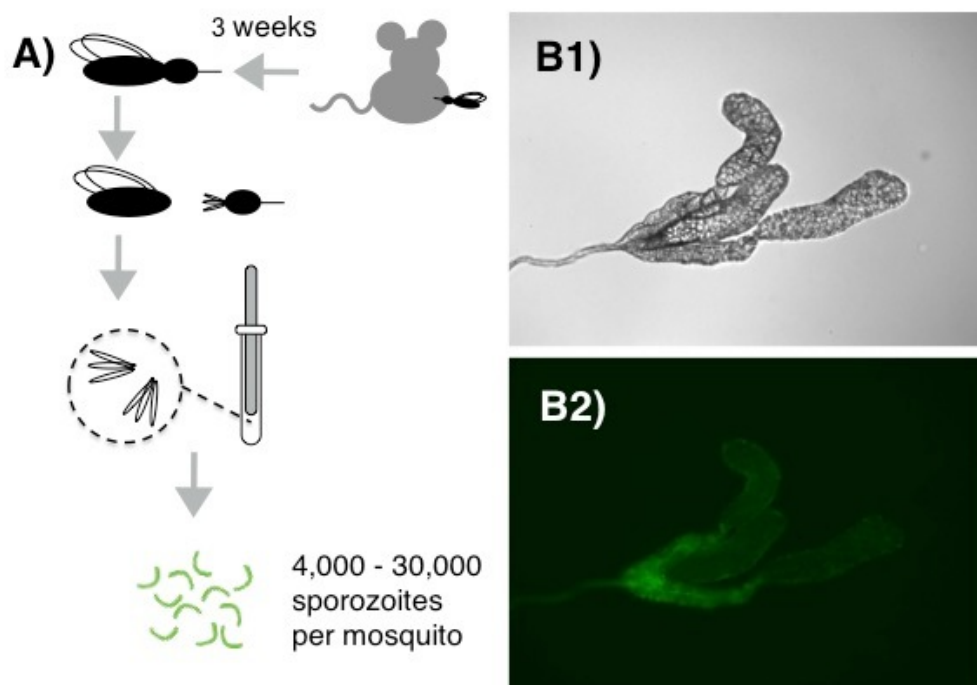 A)
3 weeks
4,000 - 30,000
sporozoites
per mosquito
B1)
B2)